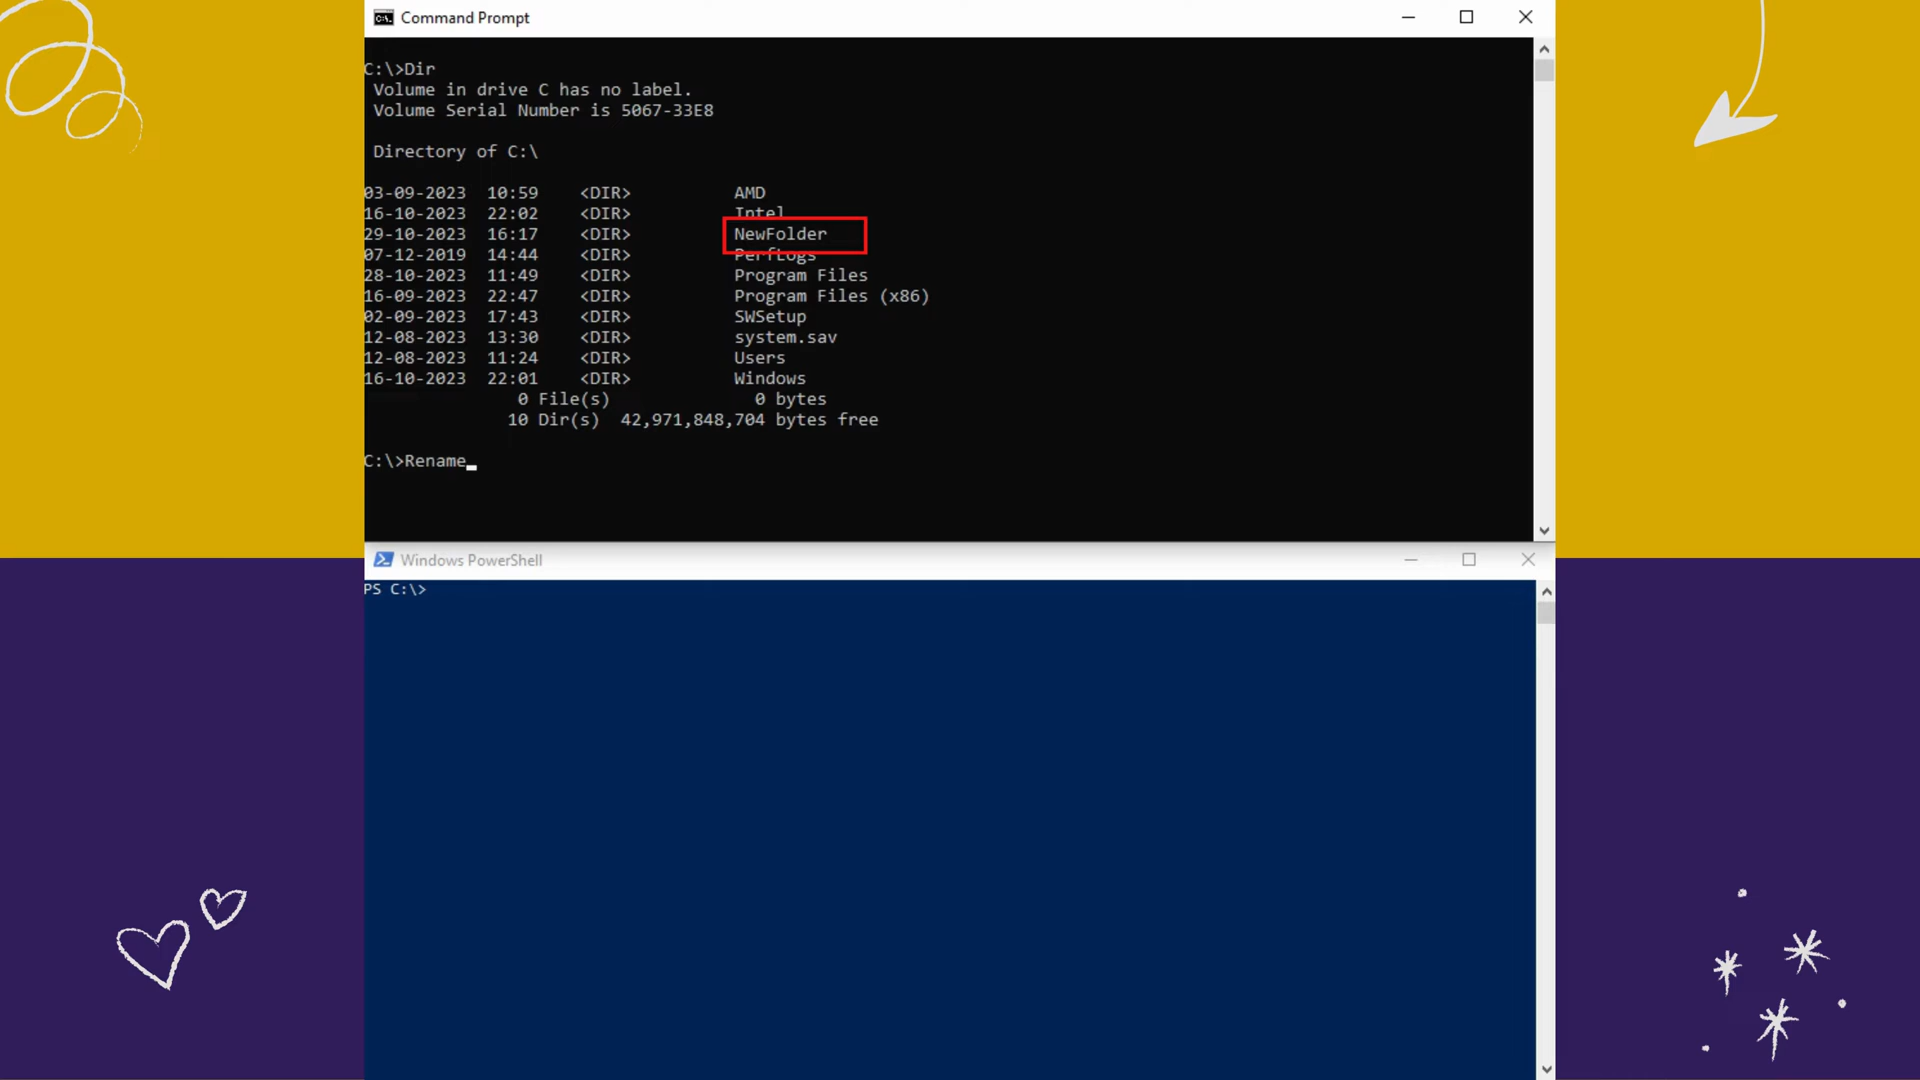 Command Prompt
C:\>Dir
Volume in drive C has no label.
Volume Serial Number is 5067-33E8
Directory of C:\
03-09-2023 10:59 <DIR> AMD
16-10-2023 22:02 <DIR> Intel
29-10-2023 16:17 <DIR> NewFolder
07-12-2019 14:44 <DIR> PerfLogs
28-10-2023 11:49 <DIR> Program Files
16-09-2023 22:47 <DIR> Program Files (x86)
02-09-2023 17:43 <DIR> SWSetup
12-08-2023 13:30 <DIR> system.sav
12-08-2023 11:24 <DIR> Users
16-10-2023 22:01 <DIR> Windows
0 File(s) 0 bytes
10 Dir(s) 42,971,848,704 bytes free
C:\>Rename_
Windows PowerShell
PS C:\>